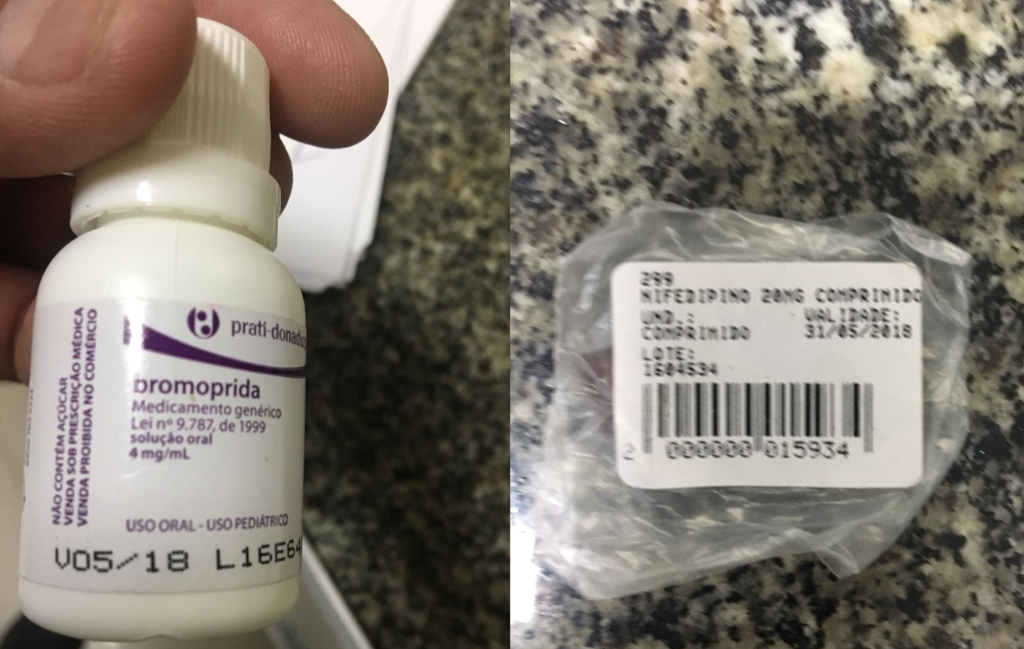 prati-donadu
bromoprida
Medicamento genérico
Lei nº 9.787, de 1999
solução oral
4 mg/mL
NÃO CONTÉM AÇÚCAR
VENDA SOB PRESCRIÇÃO MÉDICA
VENDA PROIBIDA NO COMÉRCIO
USO ORAL - USO PEDIÁTRICO
V05/18 L16E64
299
NIFEDIPINO 20MG COMPRIMIDO
UND.: VALIDADE:
COMPRIMIDO 31/05/2018
LOTE:
1604534
2 000000 015934